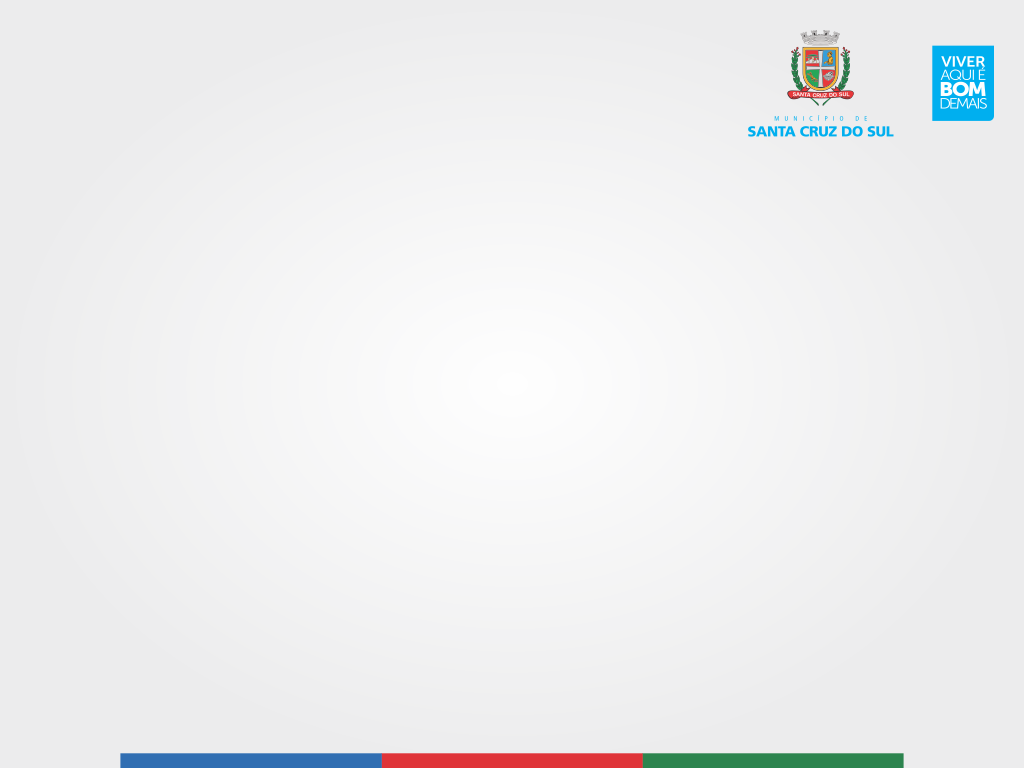 SANTA CRUZ DO SUL
MUNICÍPIO DE
SANTA CRUZ DO SUL
VIVER
AQUI É
BOM
DEMAIS